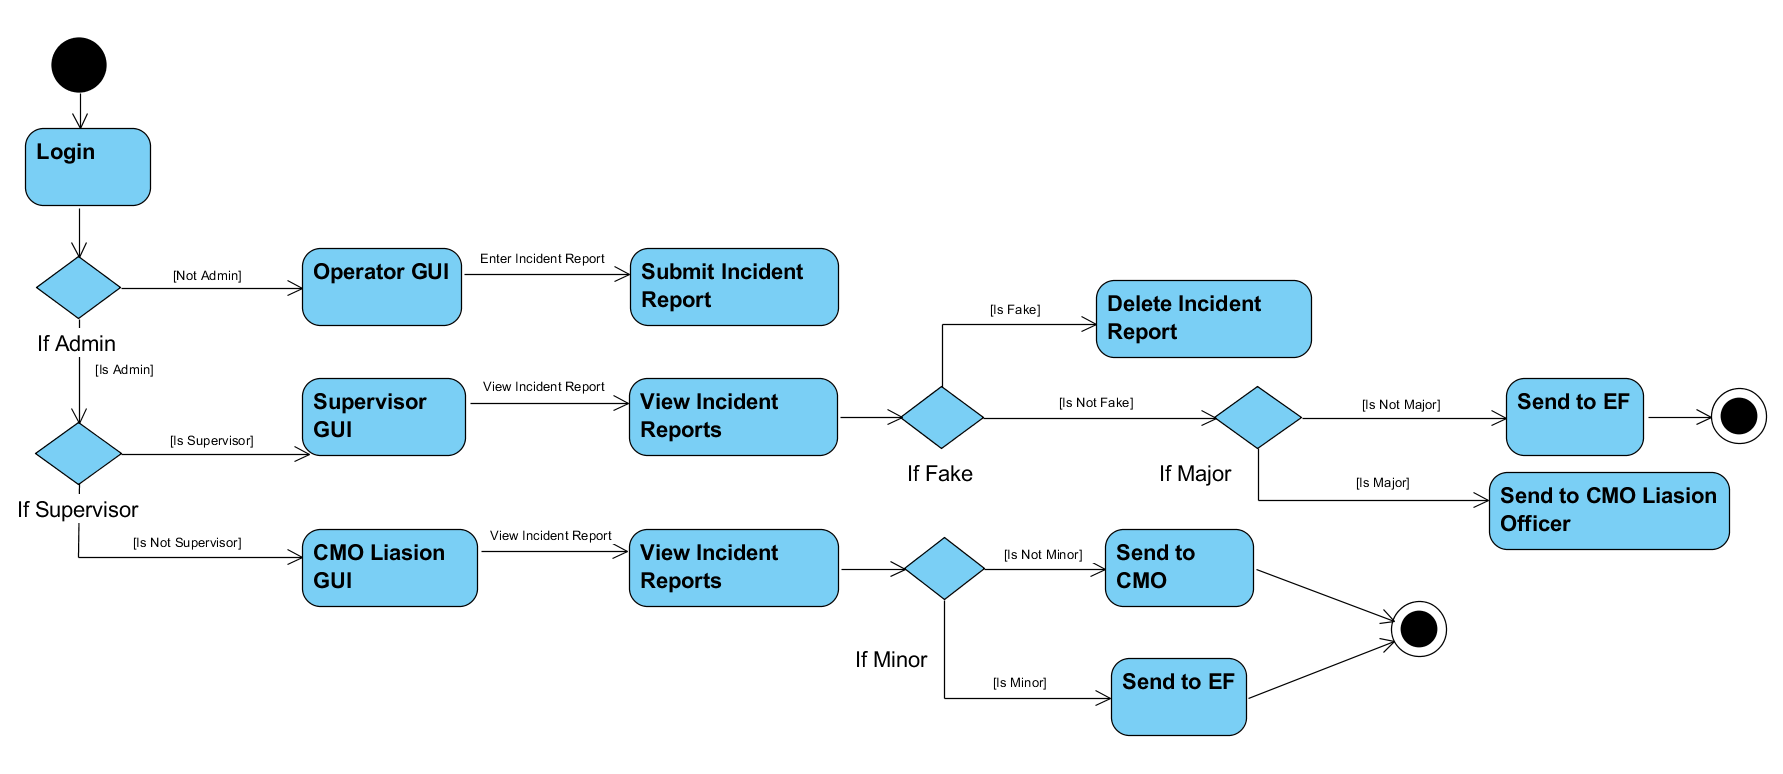 Login
[Not Admin]
Operator GUI
Enter Incident Report
Submit Incident
Report
If Admin
[Is Admin]
Supervisor
GUI
View Incident Report
View Incident
Reports
[Is Fake]
Delete Incident
Report
[Is Not Fake]
If Fake
[Is Not Major]
Send to EF
If Major
[Is Major]
Send to CMO Liasion
Officer
[Is Supervisor]
If Supervisor
[Is Not Supervisor]
CMO Liasion
GUI
View Incident Report
View Incident
Reports
[Is Not Minor]
Send to
CMO
If Minor
[Is Minor]
Send to EF